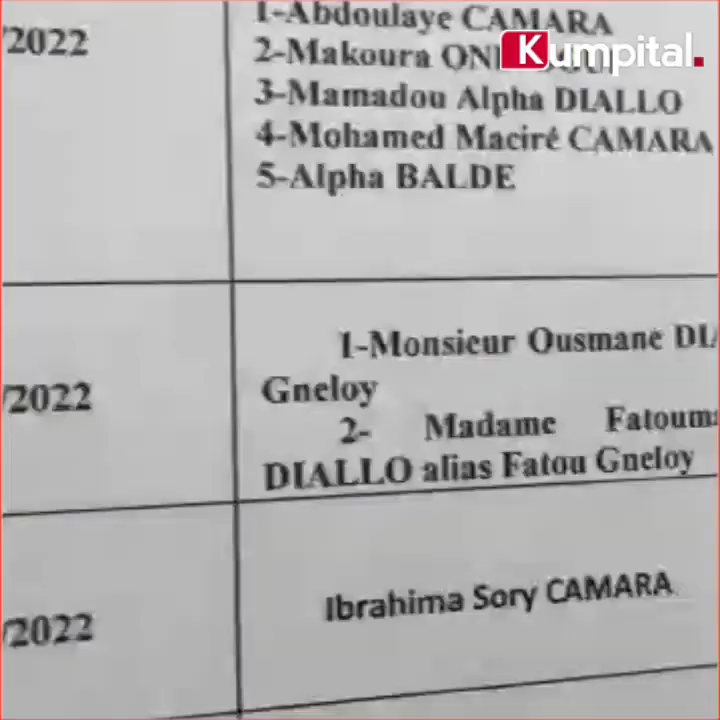 /2022
1-Abdoulaye CAMARA
2-Makoura
Kumpital.
3-Mamadou Alpha DIALLO
4-Mohamed Maciré CAMARA
5-Alpha BALDE
/2022
1-Monsieur Ousmane
Gneloy
2- Madame
DIALLO alias Fatou Gneloy
/2022
Ibrahima Sory CAMARA